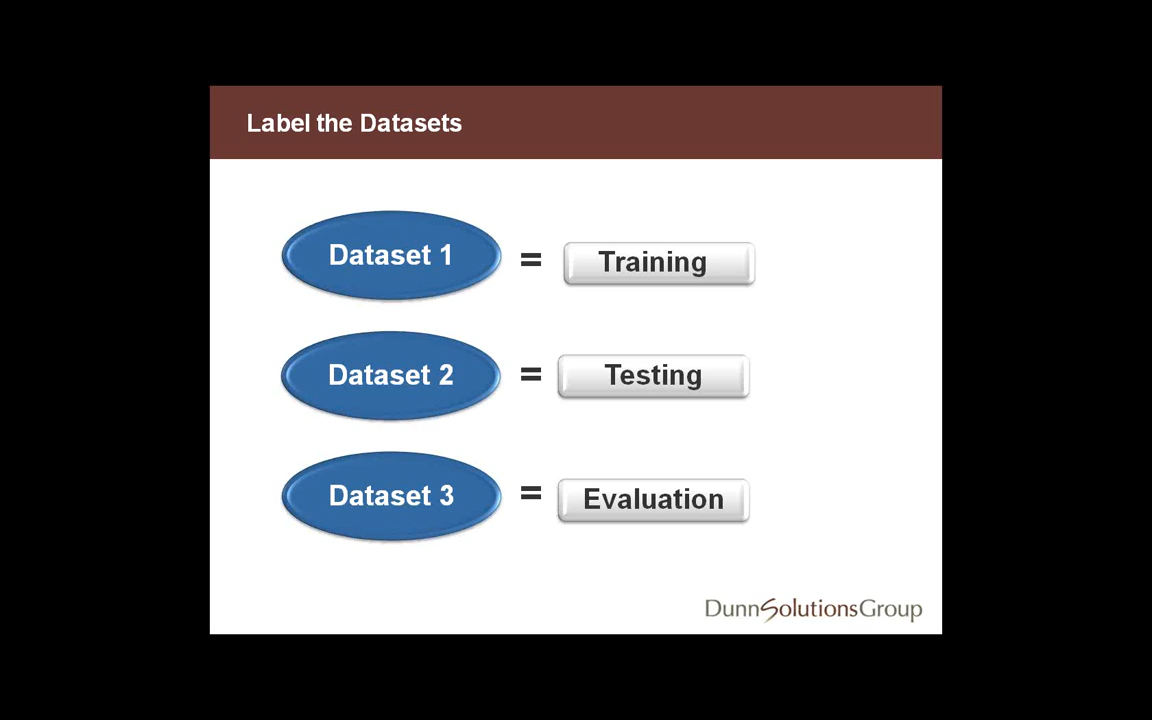 Label the Datasets
Dataset 1 = Training
Dataset 2 = Testing
Dataset 3 = Evaluation
DunnSolutionsGroup